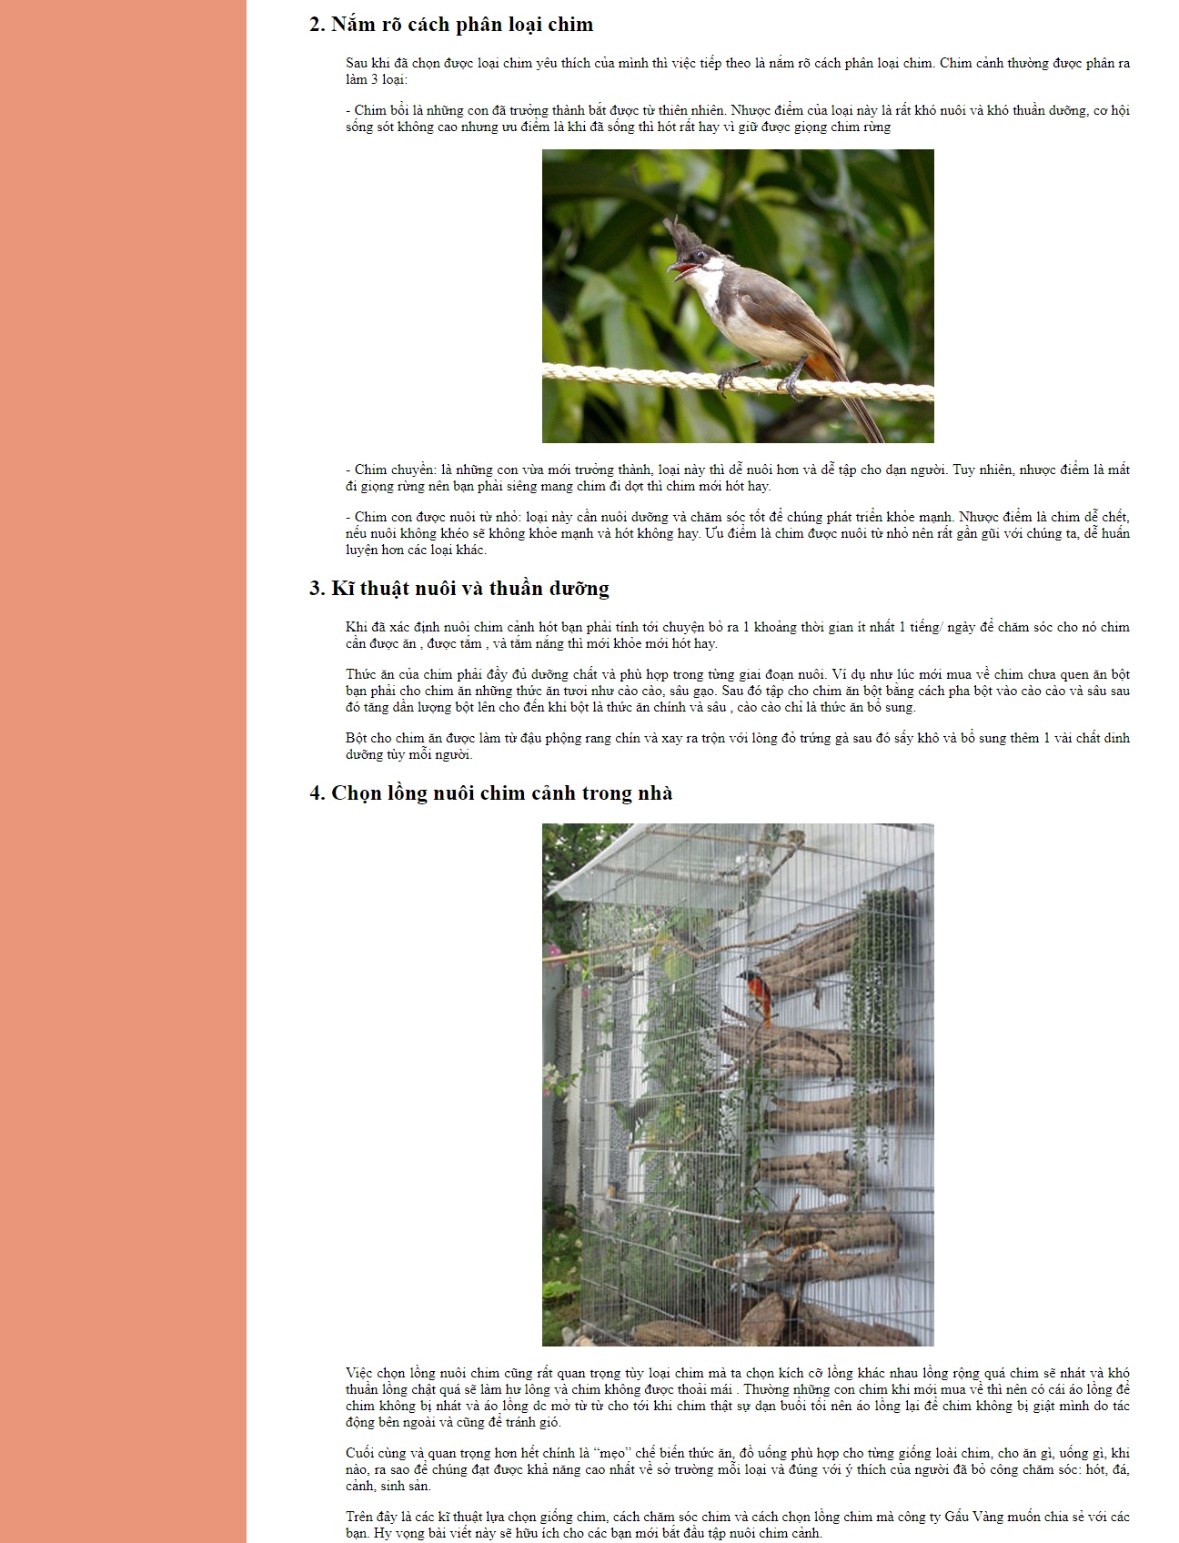 2. Nắm rõ cách phân loại chim
Sau khi đã chọn được loại chim yêu thích của mình thì việc tiếp theo là nắm rõ cách phân loại chim. Chim cảnh thường được phân ra
làm 3 loại:
- Chim bổi là những con đã trưởng thành bắt được từ thiên nhiên. Nhược điểm của loại này là rất khó nuôi và khó thuần dưỡng, cơ hội
sống sót không cao nhưng ưu điểm là khi đã sống thì hót rất hay vì giữ được giọng chim rừng
- Chim chuyền: là những con vừa mới trưởng thành, loại này thì dễ nuôi hơn và dễ tập cho dạn người. Tuy nhiên, nhược điểm là mất
đi giọng rừng nên bạn phải siêng mang chim đi dợt thì chim mới hót hay.
- Chim con được nuôi từ nhỏ: loại này cần nuôi dưỡng và chăm sóc tốt để chúng phát triển khỏe mạnh. Nhược điểm là chim dễ chết,
nếu nuôi không khéo sẽ không khỏe mạnh và hót không hay. Ưu điểm là chim được nuôi từ nhỏ nên rất gần gũi với chúng ta, dễ huấn
luyện hơn các loại khác.
3. Kĩ thuật nuôi và thuần dưỡng
Khi đã xác định nuôi chim cảnh hót bạn phải tính tới chuyện bỏ ra 1 khoảng thời gian ít nhất 1 tiếng/ ngày để chăm sóc cho nó chim
cần được ăn , được tắm , và tắm nắng thì mới khỏe mới hót hay.
Thức ăn của chim phải đầy đủ dưỡng chất và phù hợp trong từng giai đoạn nuôi. Ví dụ như lúc mới mua về chim chưa quen ăn bột
bạn phải cho chim ăn những thức ăn tươi như cào cào, sâu gạo. Sau đó tập cho chim ăn bột bằng cách pha bột vào cào cào và sâu sau
đó tăng dần lượng bột lên cho đến khi bột là thức ăn chính và sâu , cào cào chỉ là thức ăn bổ sung.
Bột cho chim ăn được làm từ đậu phộng rang chín và xay ra trộn với lòng đỏ trứng gà sau đó sấy khô và bổ sung thêm 1 vài chất dinh
dưỡng tùy mỗi người.
4. Chọn lồng nuôi chim cảnh trong nhà
Việc chọn lồng nuôi chim cũng rất quan trọng tùy loại chim mà ta chọn kích cỡ lồng khác nhau lồng rộng quá chim sẽ nhát và khó
thuần lồng chật quá sẽ làm hư lông và chim không được thoải mái . Thường những con chim khi mới mua về thì nên có cái áo lồng để
chim không bị nhát và áo lồng dc mở từ từ cho tới khi chim thật sự dạn buổi tối nên áo lồng lại để chim không bị giật mình do tác
động bên ngoài và cũng để tránh gió.
Cuối cùng và quan trọng hơn hết chính là “mẹo” chế biến thức ăn, đồ uống phù hợp cho từng giống loài chim, cho ăn gì, uống gì, khi
nào, ra sao để chúng đạt được khả năng cao nhất về sở trường mỗi loại và đúng với ý thích của người đã bỏ công chăm sóc: hót, đá,
cảnh, sinh sản.
Trên đây là các kĩ thuật lựa chọn giống chim, cách chăm sóc chim và cách chọn lồng chim mà công ty Gấu Vàng muốn chia sẻ với các
bạn. Hy vọng bài viết này sẽ hữu ích cho các bạn mới bắt đầu tập nuôi chim cảnh.